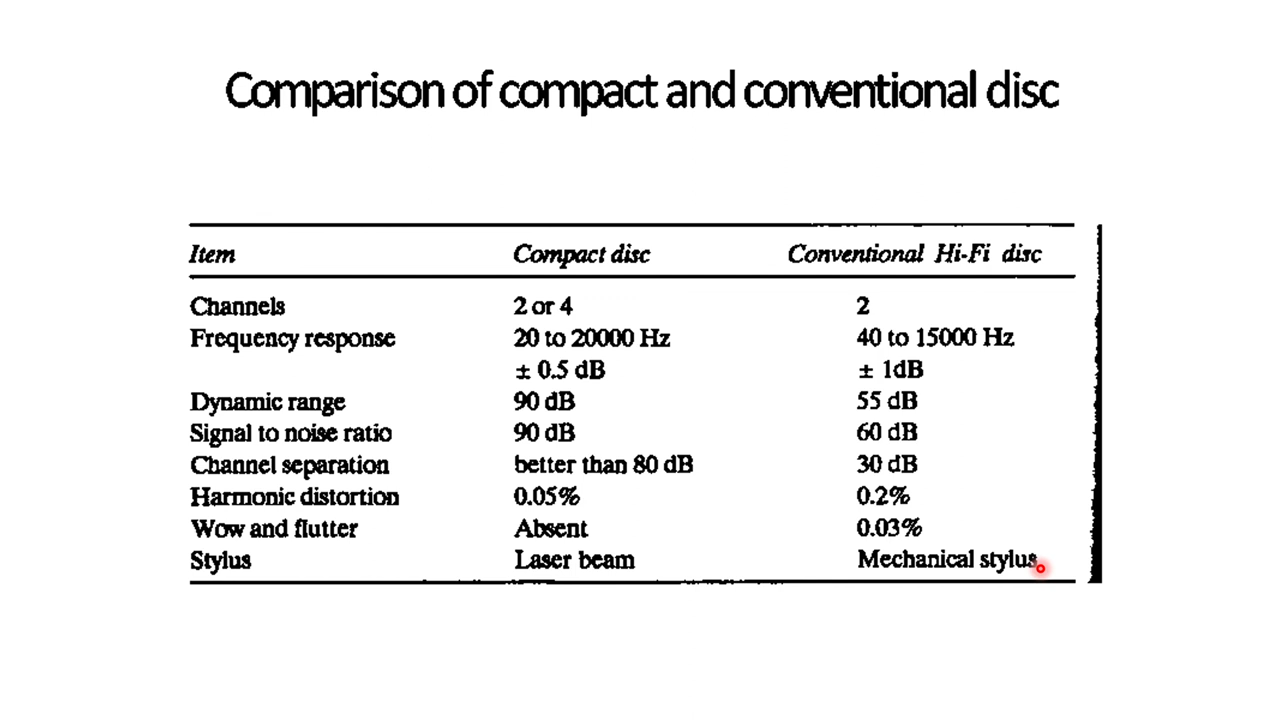 Comparison of compact and conventional disc
Item Compact disc Conventional Hi-Fi disc
Channels 2 or 4 2
Frequency response 20 to 20000 Hz 40 to 15000 Hz
± 0.5 dB ± 1dB
Dynamic range 90 dB 55 dB
Signal to noise ratio 90 dB 60 dB
Channel separation better than 80 dB 30 dB
Harmonic distortion 0.05% 0.2%
Wow and flutter Absent 0.03%
Stylus Laser beam Mechanical stylus